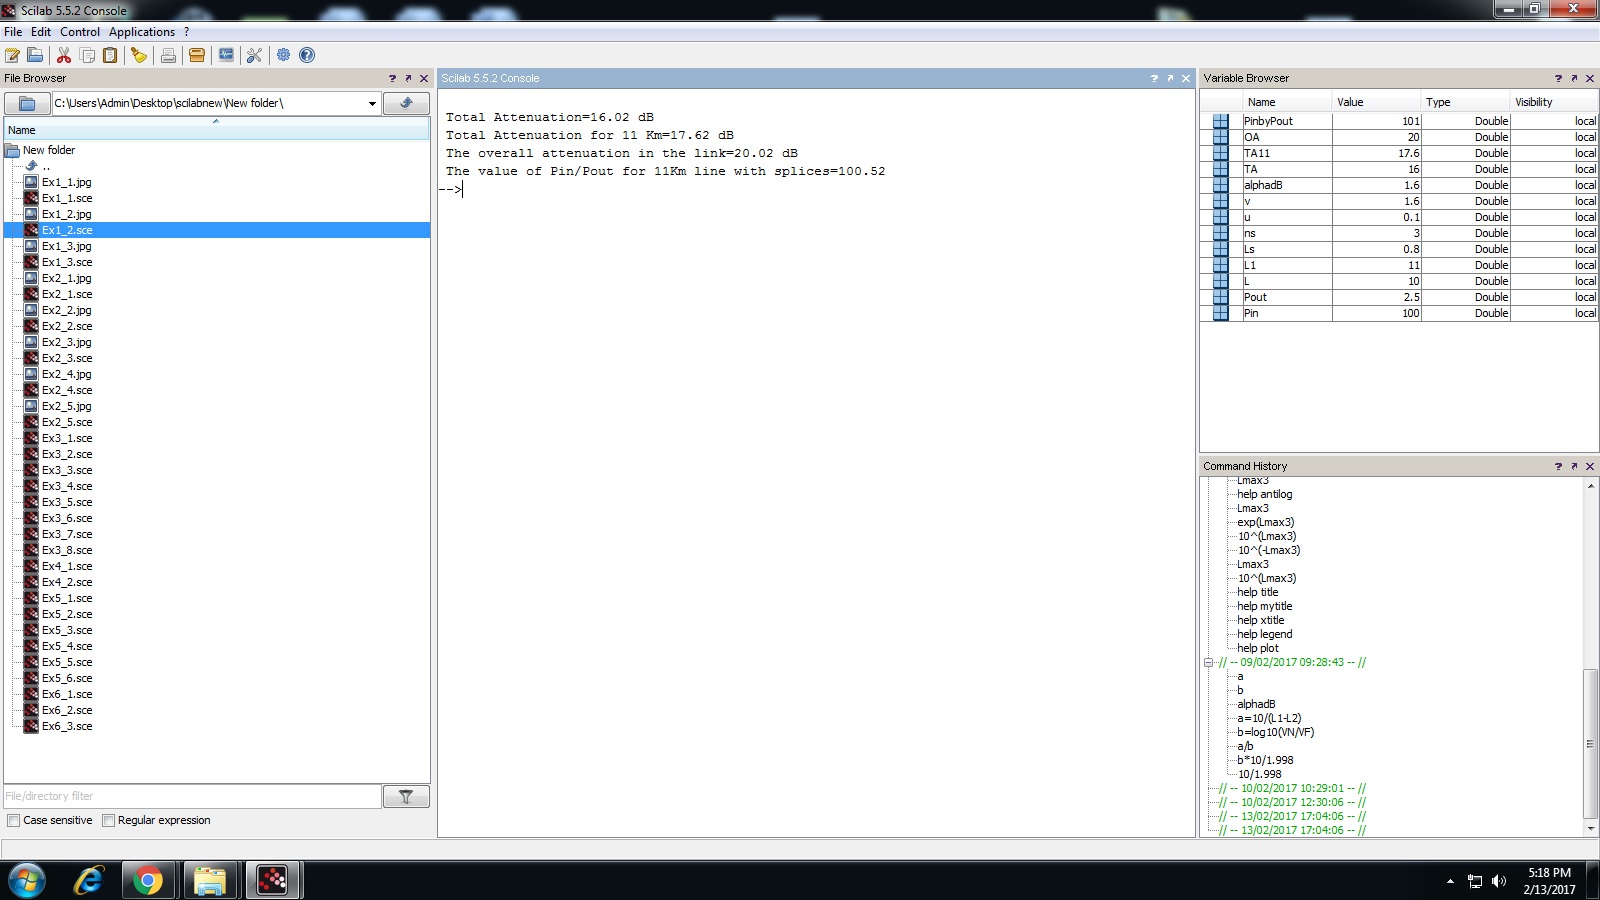 Scilab 5.5.2 Console
File Edit Control Applications ?
File Browser
C:\Users\Admin\Desktop\scilabnew\New folder\
Name
New folder
..
Ex1_1.jpg
Ex1_1.sce
Ex1_2.jpg
Ex1_2.sce
Ex1_3.jpg
Ex1_3.sce
Ex2_1.jpg
Ex2_1.sce
Ex2_2.jpg
Ex2_2.sce
Ex2_3.jpg
Ex2_3.sce
Ex2_4.jpg
Ex2_4.sce
Ex2_5.jpg
Ex2_5.sce
Ex3_1.sce
Ex3_2.sce
Ex3_3.sce
Ex3_4.sce
Ex3_5.sce
Ex3_6.sce
Ex3_7.sce
Ex3_8.sce
Ex4_1.sce
Ex4_2.sce
Ex5_1.sce
Ex5_2.sce
Ex5_3.sce
Ex5_4.sce
Ex5_5.sce
Ex5_6.sce
Ex6_1.sce
Ex6_2.sce
Ex6_3.sce
File/directory filter
Case sensitive Regular expression
Scilab 5.5.2 Console
Total Attenuation=16.02 dB
Total Attenuation for 11 Km=17.62 dB
The overall attenuation in the link=20.02 dB
The value of Pin/Pout for 11Km line with splices=100.52
-->
Variable Browser
Name Value Type Visibility
PinbyPout 101 Double local
OA 20 Double local
TA11 17.6 Double local
TA 16 Double local
alphadB 1.6 Double local
v 1.6 Double local
u 0.1 Double local
ns 3 Double local
Ls 0.8 Double local
L1 11 Double local
L 10 Double local
Pout 2.5 Double local
Pin 100 Double local
Command History
Lmax3
help antilog
Lmax3
exp(Lmax3)
10^(Lmax3)
10^(-Lmax3)
Lmax3
10^(Lmax3)
help title
help mytitle
help xtitle
help legend
help plot
// -- 09/02/2017 09:28:43 -- //
a
b
alphadB
a=10/(L1-L2)
b=log10(VN/VF)
a/b
b*10/1.998
10/1.998
// -- 10/02/2017 10:29:01 -- //
// -- 10/02/2017 12:30:06 -- //
// -- 13/02/2017 17:04:06 -- //
// -- 13/02/2017 17:04:06 -- //
5:18 PM
2/13/2017